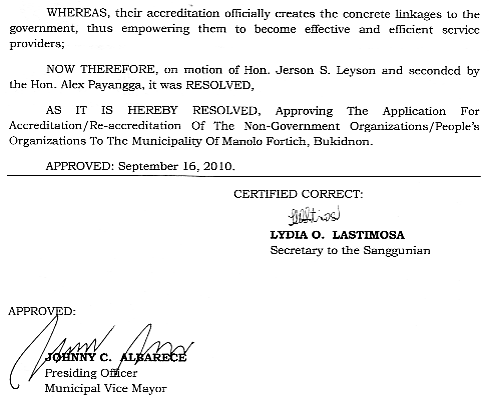 WHEREAS, their accreditation officially creates the concrete linkages to the
government, thus empowering them to become effective and efficient service
providers;
NOW THEREFORE, on motion of Hon. Jerson S. Leyson and seconded by
the Hon. Alex Payangga, it was RESOLVED,
AS IT IS HEREBY RESOLVED, Approving The Application For
Accreditation/Re-accreditation Of The Non-Government Organizations/People's
Organizations To The Municipality Of Manolo Fortich, Bukidnon.
APPROVED: September 16, 2010.
CERTIFIED CORRECT:
LYDIA O. LASTIMOSA
Secretary to the Sanggunian
APPROVED:
JOHNNY C. ALBARECE
Presiding Officer
Municipal Vice Mayor